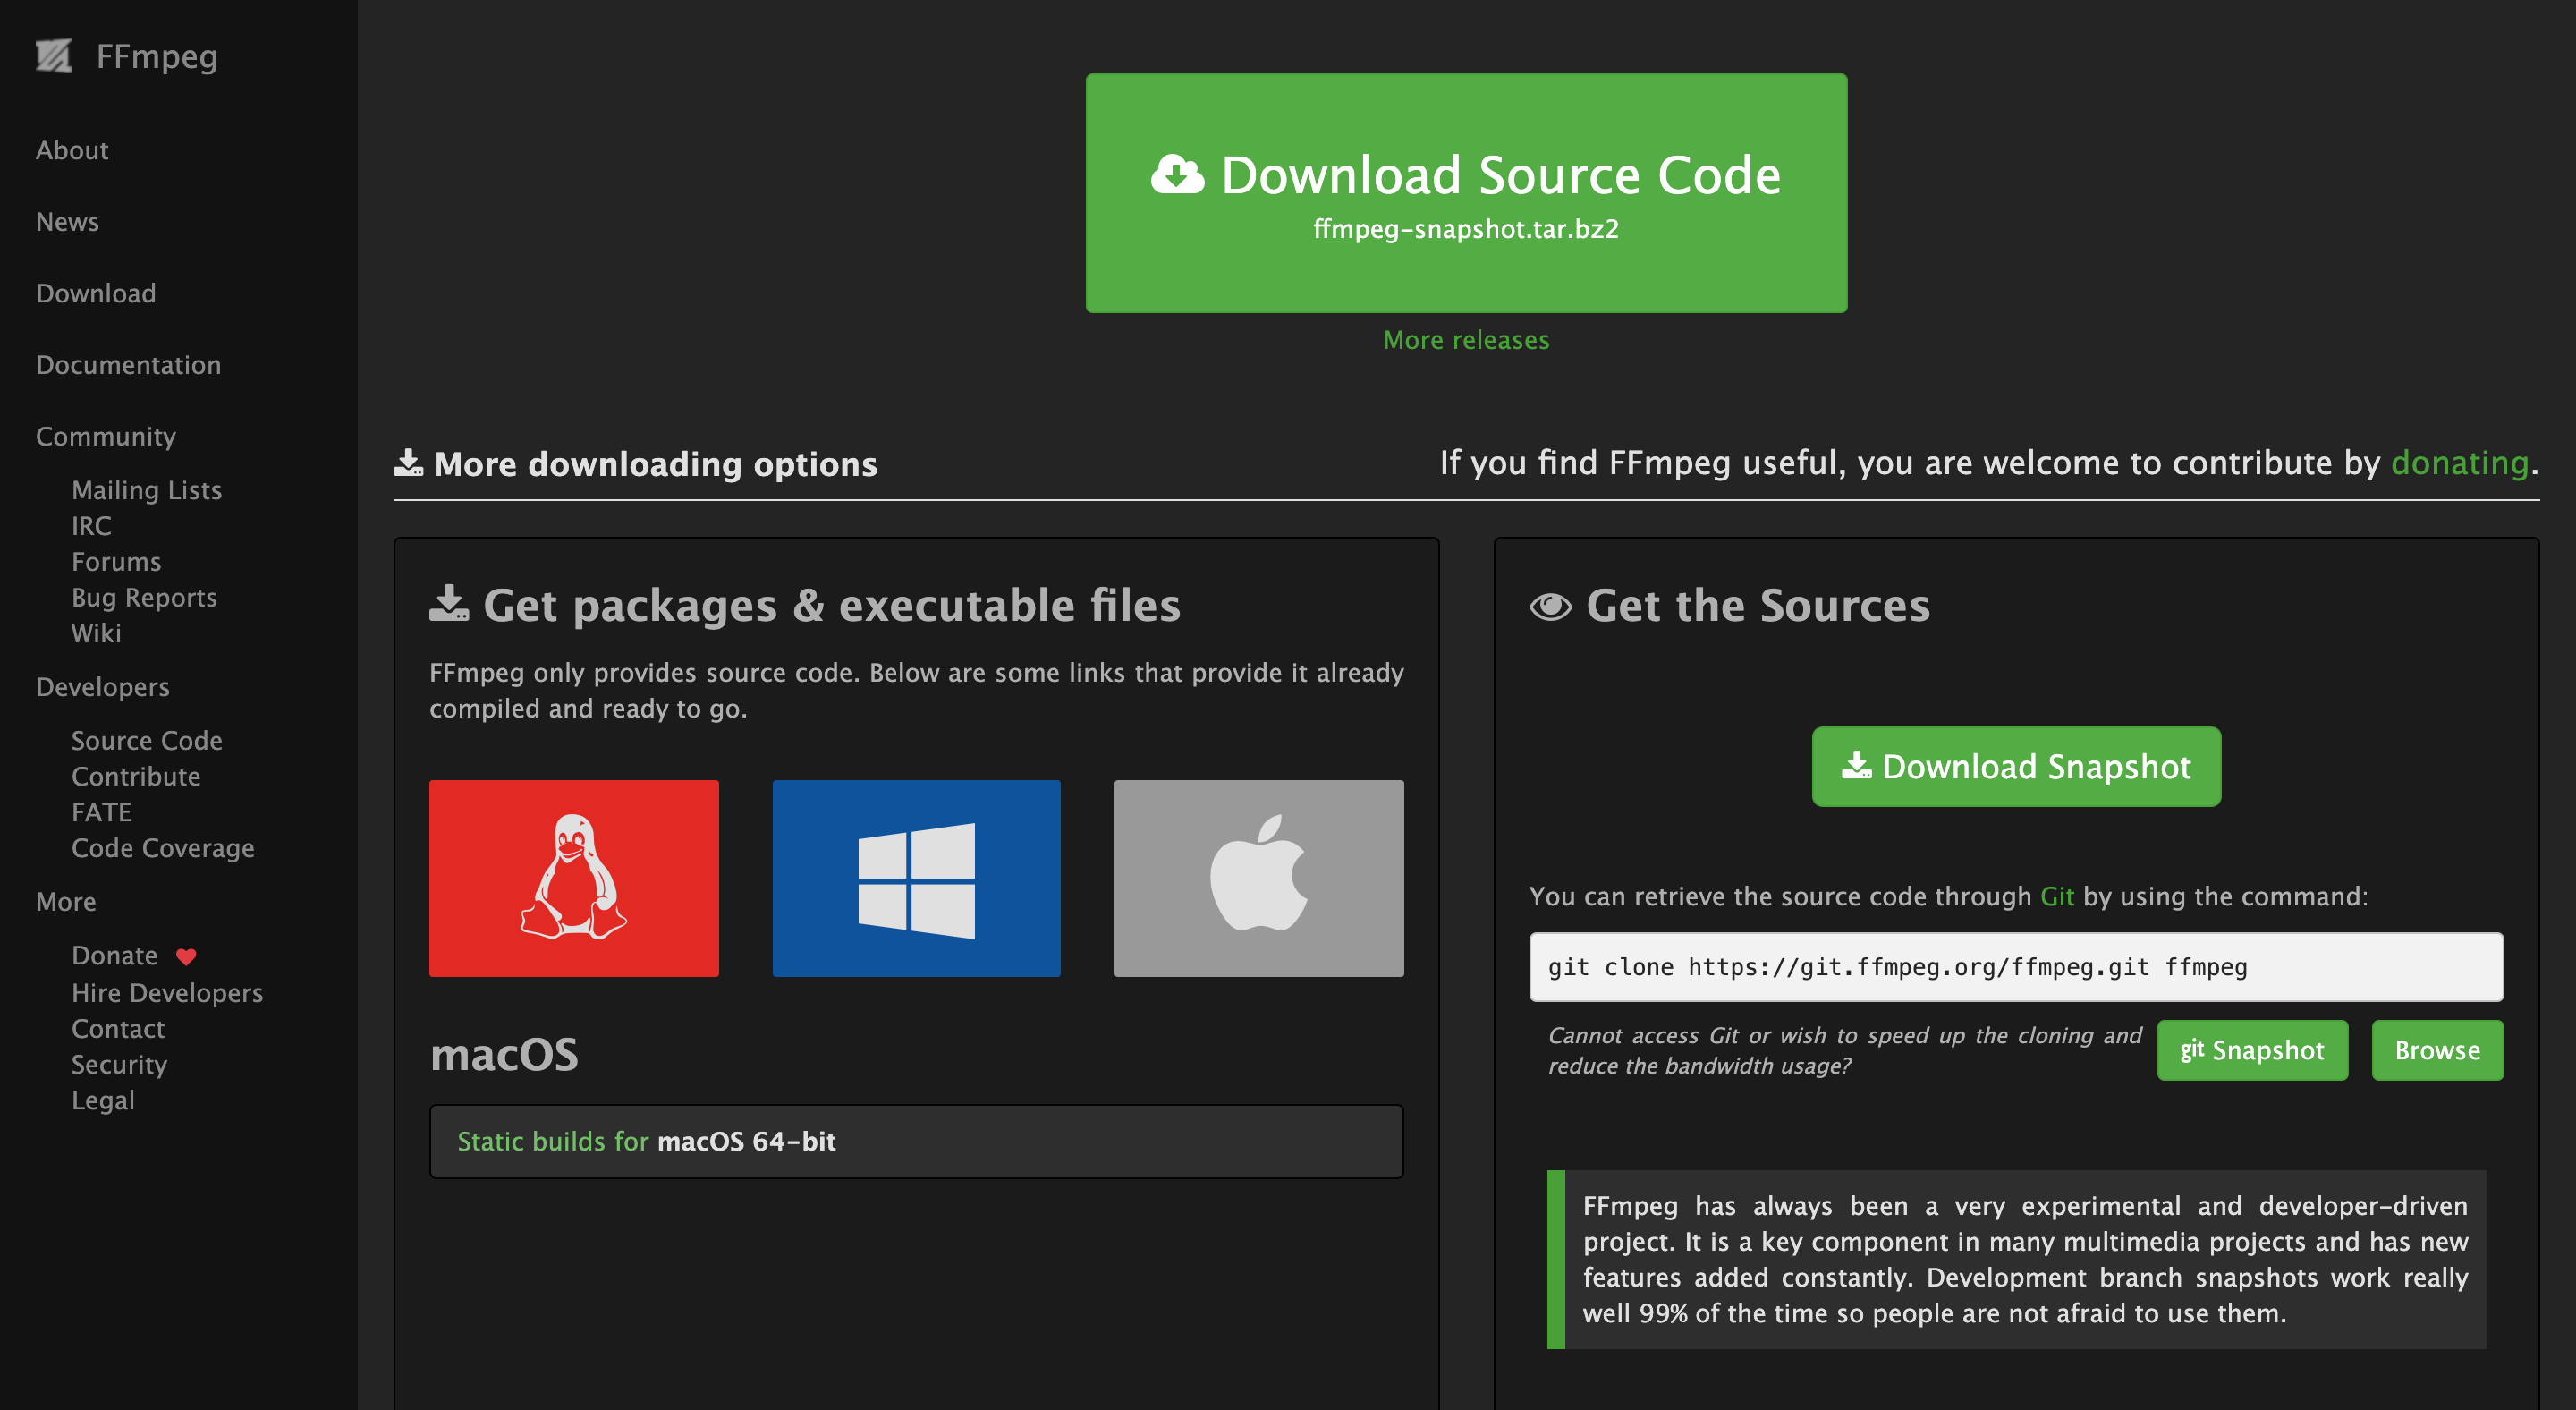 FFmpeg
About
News
Download
Documentation
Community
Mailing Lists
IRC
Forums
Bug Reports
Wiki
Developers
Source Code
Contribute
FATE
Code Coverage
More
Donate
Hire Developers
Contact
Security
Legal
Download Source Code
ffmpeg-snapshot.tar.bz2
More releases
More downloading options
If you find FFmpeg useful, you are welcome to contribute by donating.
Get packages & executable files
FFmpeg only provides source code. Below are some links that provide it already
compiled and ready to go.
macOS
Static builds for macOS 64-bit
Get the Sources
Download Snapshot
You can retrieve the source code through Git by using the command:
git clone https://git.ffmpeg.org/ffmpeg.git ffmpeg
Cannot access Git or wish to speed up the cloning and
reduce the bandwidth usage?
git Snapshot
Browse
FFmpeg has always been a very experimental and developer-driven
project. It is a key component in many multimedia projects and has new
features added constantly. Development branch snapshots work really
well 99% of the time so people are not afraid to use them.